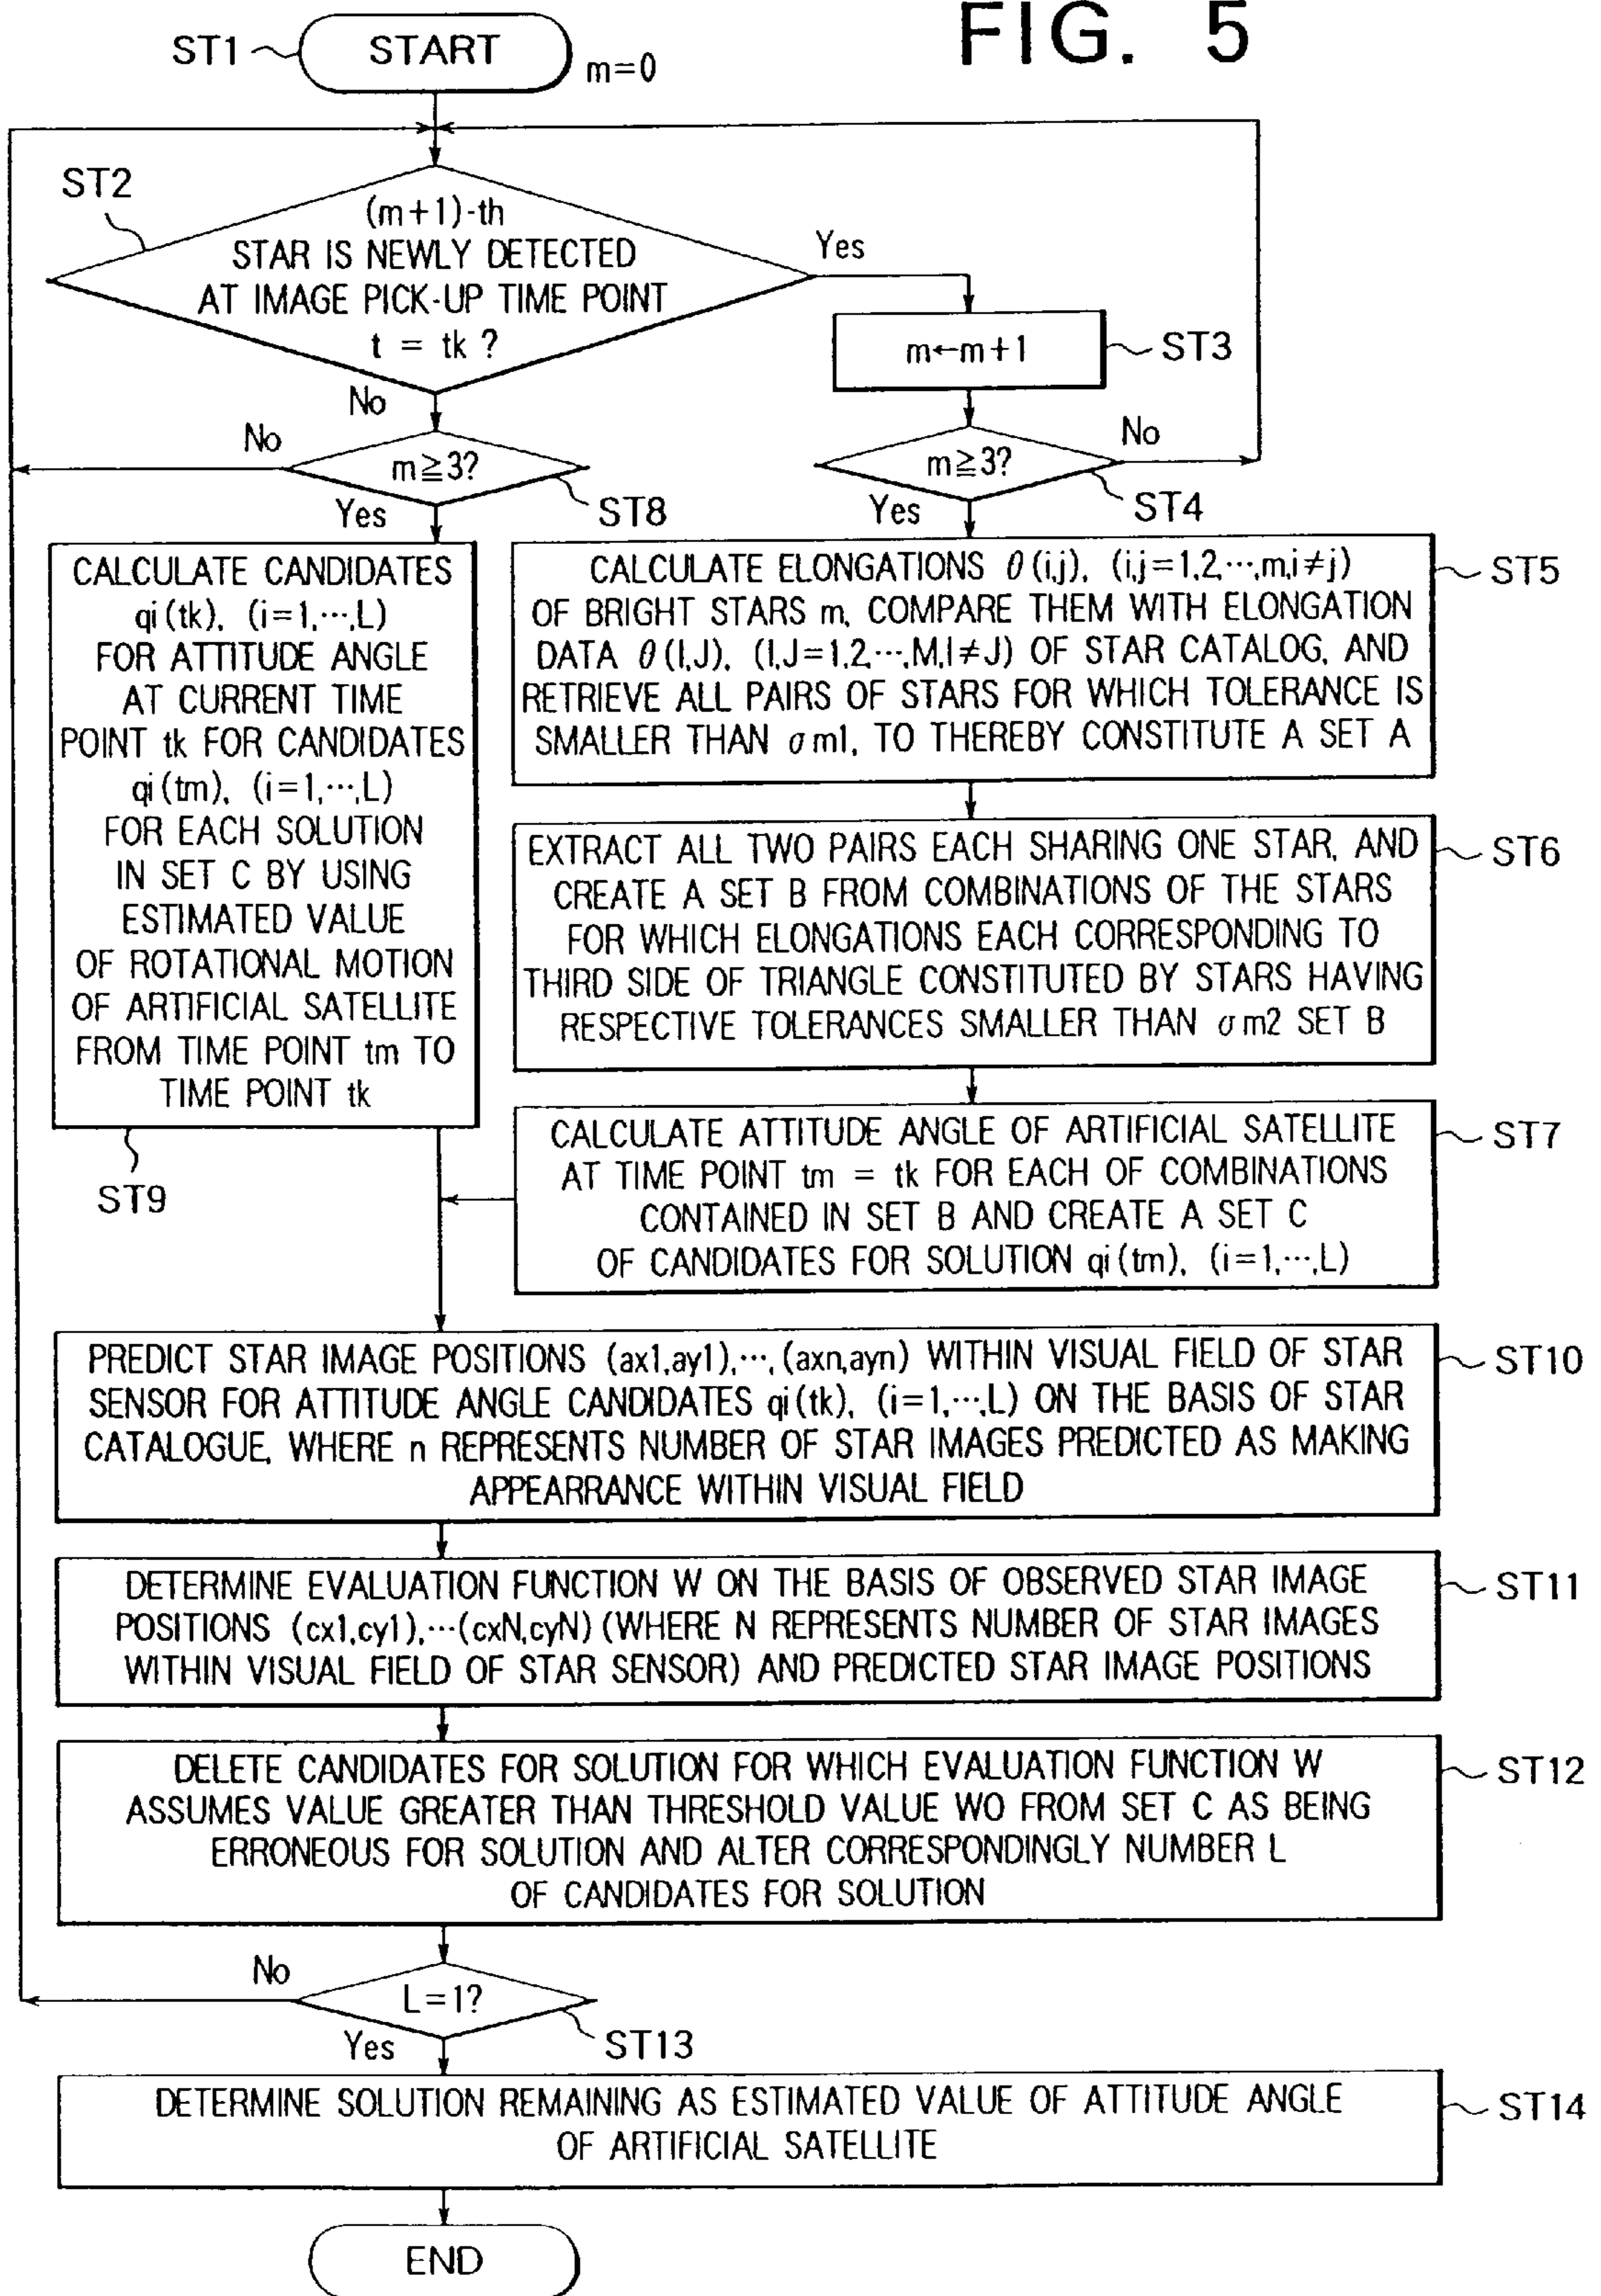 FIG. 5
ST1
START
m=0
ST2
(m+1)-th
STAR IS NEWLY DETECTED
AT IMAGE PICK-UP TIME POINT
t = tk ?
Yes
No
m←m+1
ST3
m≧3?
No
Yes
ST8
m≧3?
No
Yes
ST4
CALCULATE CANDIDATES
qi(tk), (i=1,⋯,L)
FOR ATTITUDE ANGLE
AT CURRENT TIME
POINT tk FOR CANDIDATES
qi(tm), (i=1,⋯,L)
FOR EACH SOLUTION
IN SET C BY USING
ESTIMATED VALUE
OF ROTATIONAL MOTION
OF ARTIFICIAL SATELLITE
FROM TIME POINT tm TO
TIME POINT tk
ST9
CALCULATE ELONGATIONS θ(i,j), (i,j=1,2,⋯,m,i≠j)
OF BRIGHT STARS m, COMPARE THEM WITH ELONGATION
DATA θ(I,J), (I,J=1,2,⋯,M,I≠J) OF STAR CATALOG, AND
RETRIEVE ALL PAIRS OF STARS FOR WHICH TOLERANCE IS
SMALLER THAN σm1, TO THEREBY CONSTITUTE A SET A
ST5
EXTRACT ALL TWO PAIRS EACH SHARING ONE STAR, AND
CREATE A SET B FROM COMBINATIONS OF THE STARS
FOR WHICH ELONGATIONS EACH CORRESPONDING TO
THIRD SIDE OF TRIANGLE CONSTITUTED BY STARS HAVING
RESPECTIVE TOLERANCES SMALLER THAN σm2 SET B
ST6
CALCULATE ATTITUDE ANGLE OF ARTIFICIAL SATELLITE
AT TIME POINT tm = tk FOR EACH OF COMBINATIONS
CONTAINED IN SET B AND CREATE A SET C
OF CANDIDATES FOR SOLUTION qi(tm), (i=1,⋯,L)
ST7
PREDICT STAR IMAGE POSITIONS (ax1,ay1),⋯,(axn,ayn) WITHIN VISUAL FIELD OF STAR
SENSOR FOR ATTITUDE ANGLE CANDIDATES qi(tk), (i=1,⋯,L) ON THE BASIS OF STAR
CATALOGUE, WHERE n REPRESENTS NUMBER OF STAR IMAGES PREDICTED AS MAKING
APPEARRANCE WITHIN VISUAL FIELD
ST10
DETERMINE EVALUATION FUNCTION W ON THE BASIS OF OBSERVED STAR IMAGE
POSITIONS (cx1,cy1),⋯(cxN,cyN) (WHERE N REPRESENTS NUMBER OF STAR IMAGES
WITHIN VISUAL FIELD OF STAR SENSOR) AND PREDICTED STAR IMAGE POSITIONS
ST11
DELETE CANDIDATES FOR SOLUTION FOR WHICH EVALUATION FUNCTION W
ASSUMES VALUE GREATER THAN THRESHOLD VALUE WO FROM SET C AS BEING
ERRONEOUS FOR SOLUTION AND ALTER CORRESPONDINGLY NUMBER L
OF CANDIDATES FOR SOLUTION
ST12
L=1?
No
Yes
ST13
DETERMINE SOLUTION REMAINING AS ESTIMATED VALUE OF ATTITUDE ANGLE
OF ARTIFICIAL SATELLITE
ST14
END